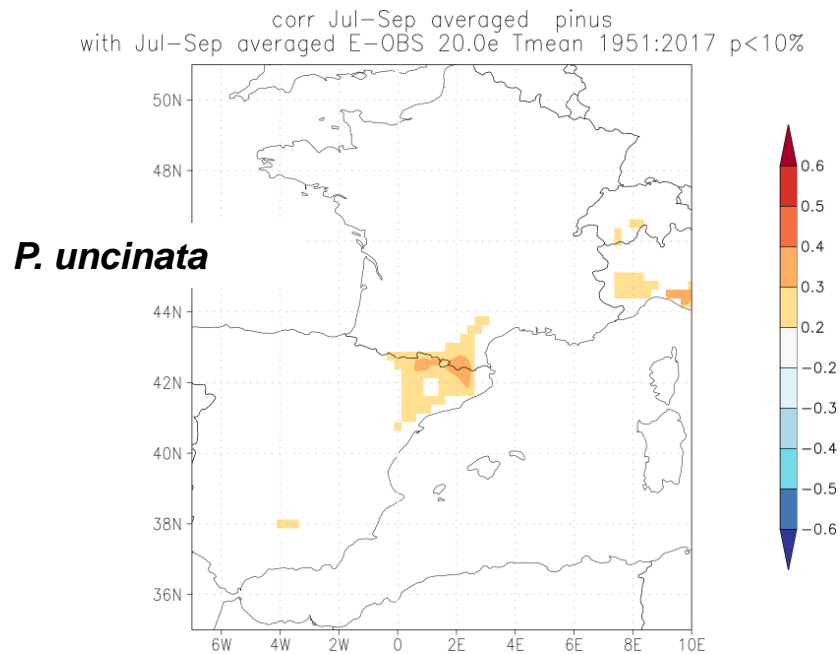 corr Jul-Sep averaged pinus
with Jul-Sep averaged E-OBS 20.0e Tmean 1951:2017 p<10%
50N
48N
P. uncinata
44N
42N
40N
38N
36N
6W 4W 2W 0 2E 4E 6E 8E 10E
0.6
0.5
0.4
0.3
0.2
-0.2
-0.3
-0.4
-0.5
-0.6